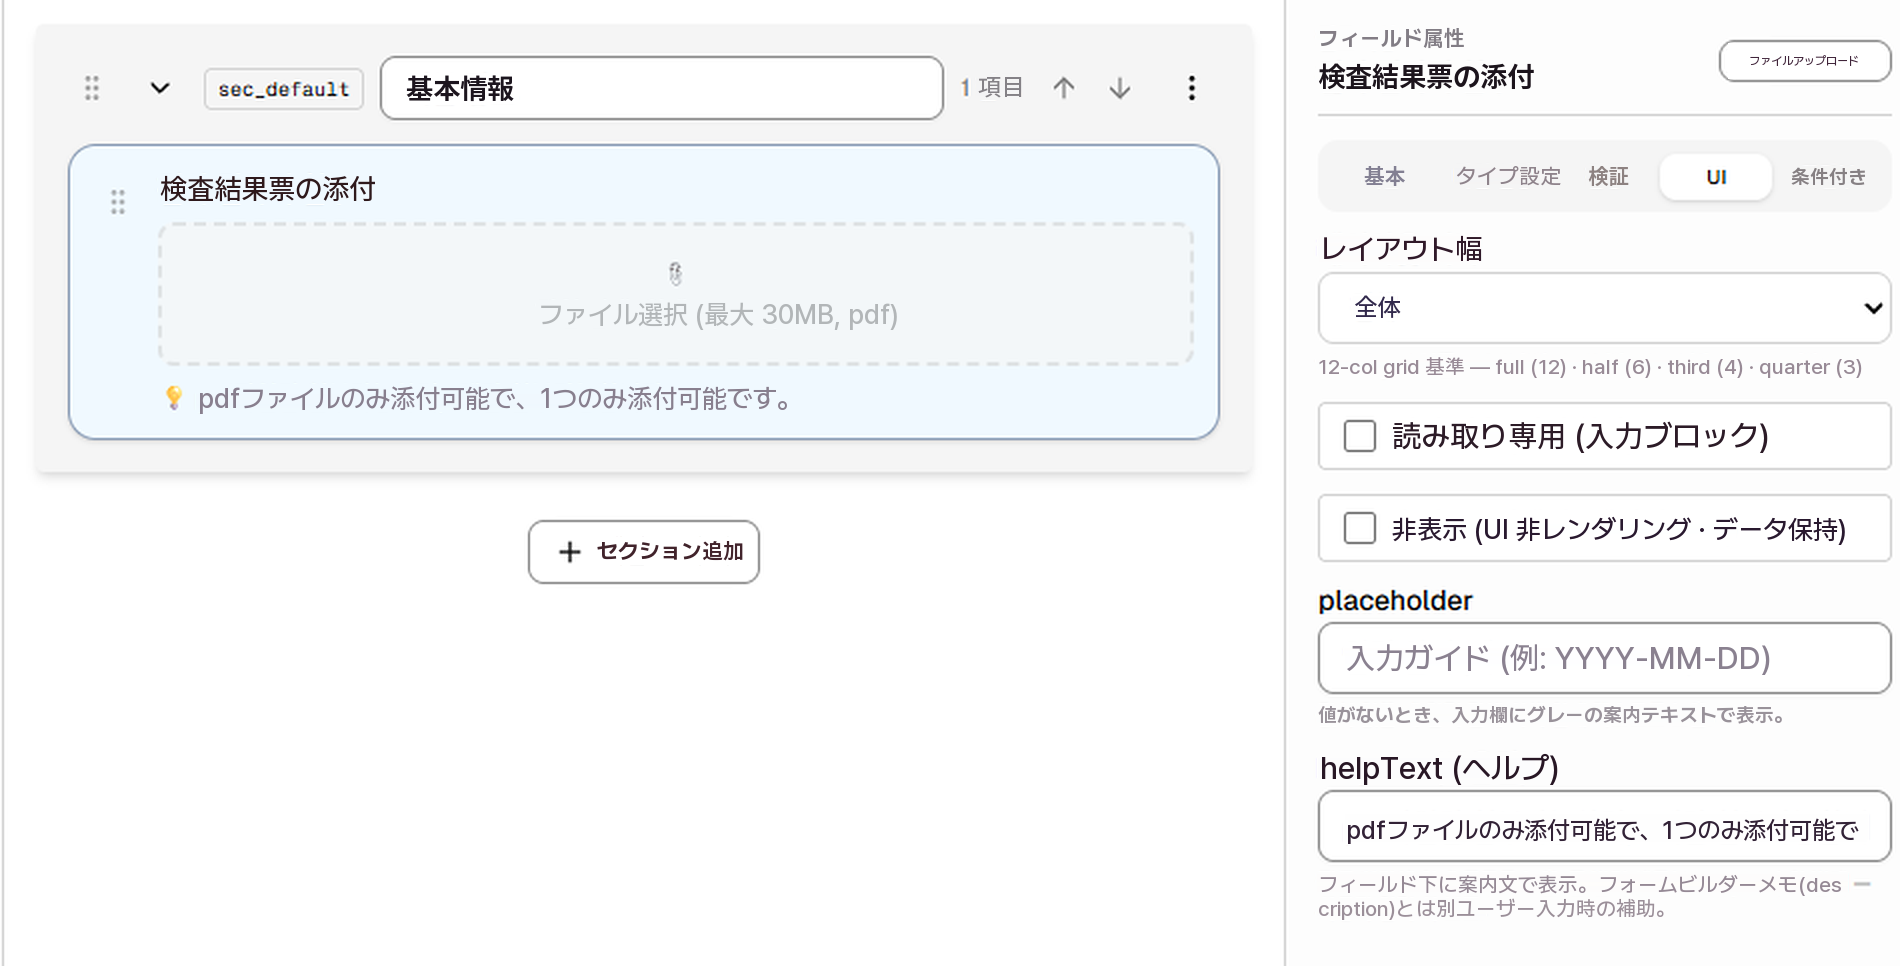 sec_default
基本情報
1 項目
検査結果票の添付
ファイル選択 (最大 30MB, pdf)
pdfファイルのみ添付可能で、1つのみ添付可能です。
セクション追加
フィールド属性
検査結果票の添付
ファイルアップロード
基本 タイプ設定 検証 UI 条件付き
レイアウト幅
全体
12-col grid 基準 — full (12) · half (6) · third (4) · quarter (3)
読み取り専用 (入力ブロック)
非表示 (UI 非レンダリング · データ保持)
placeholder
入力ガイド (例: YYYY-MM-DD)
値がないとき、入力欄にグレーの案内テキストで表示。
helpText (ヘルプ)
pdfファイルのみ添付可能で、1つのみ添付可能で
フィールド下に案内文で表示。フォームビルダーメモ(des —
cription)とは別ユーザー入力時の補助。